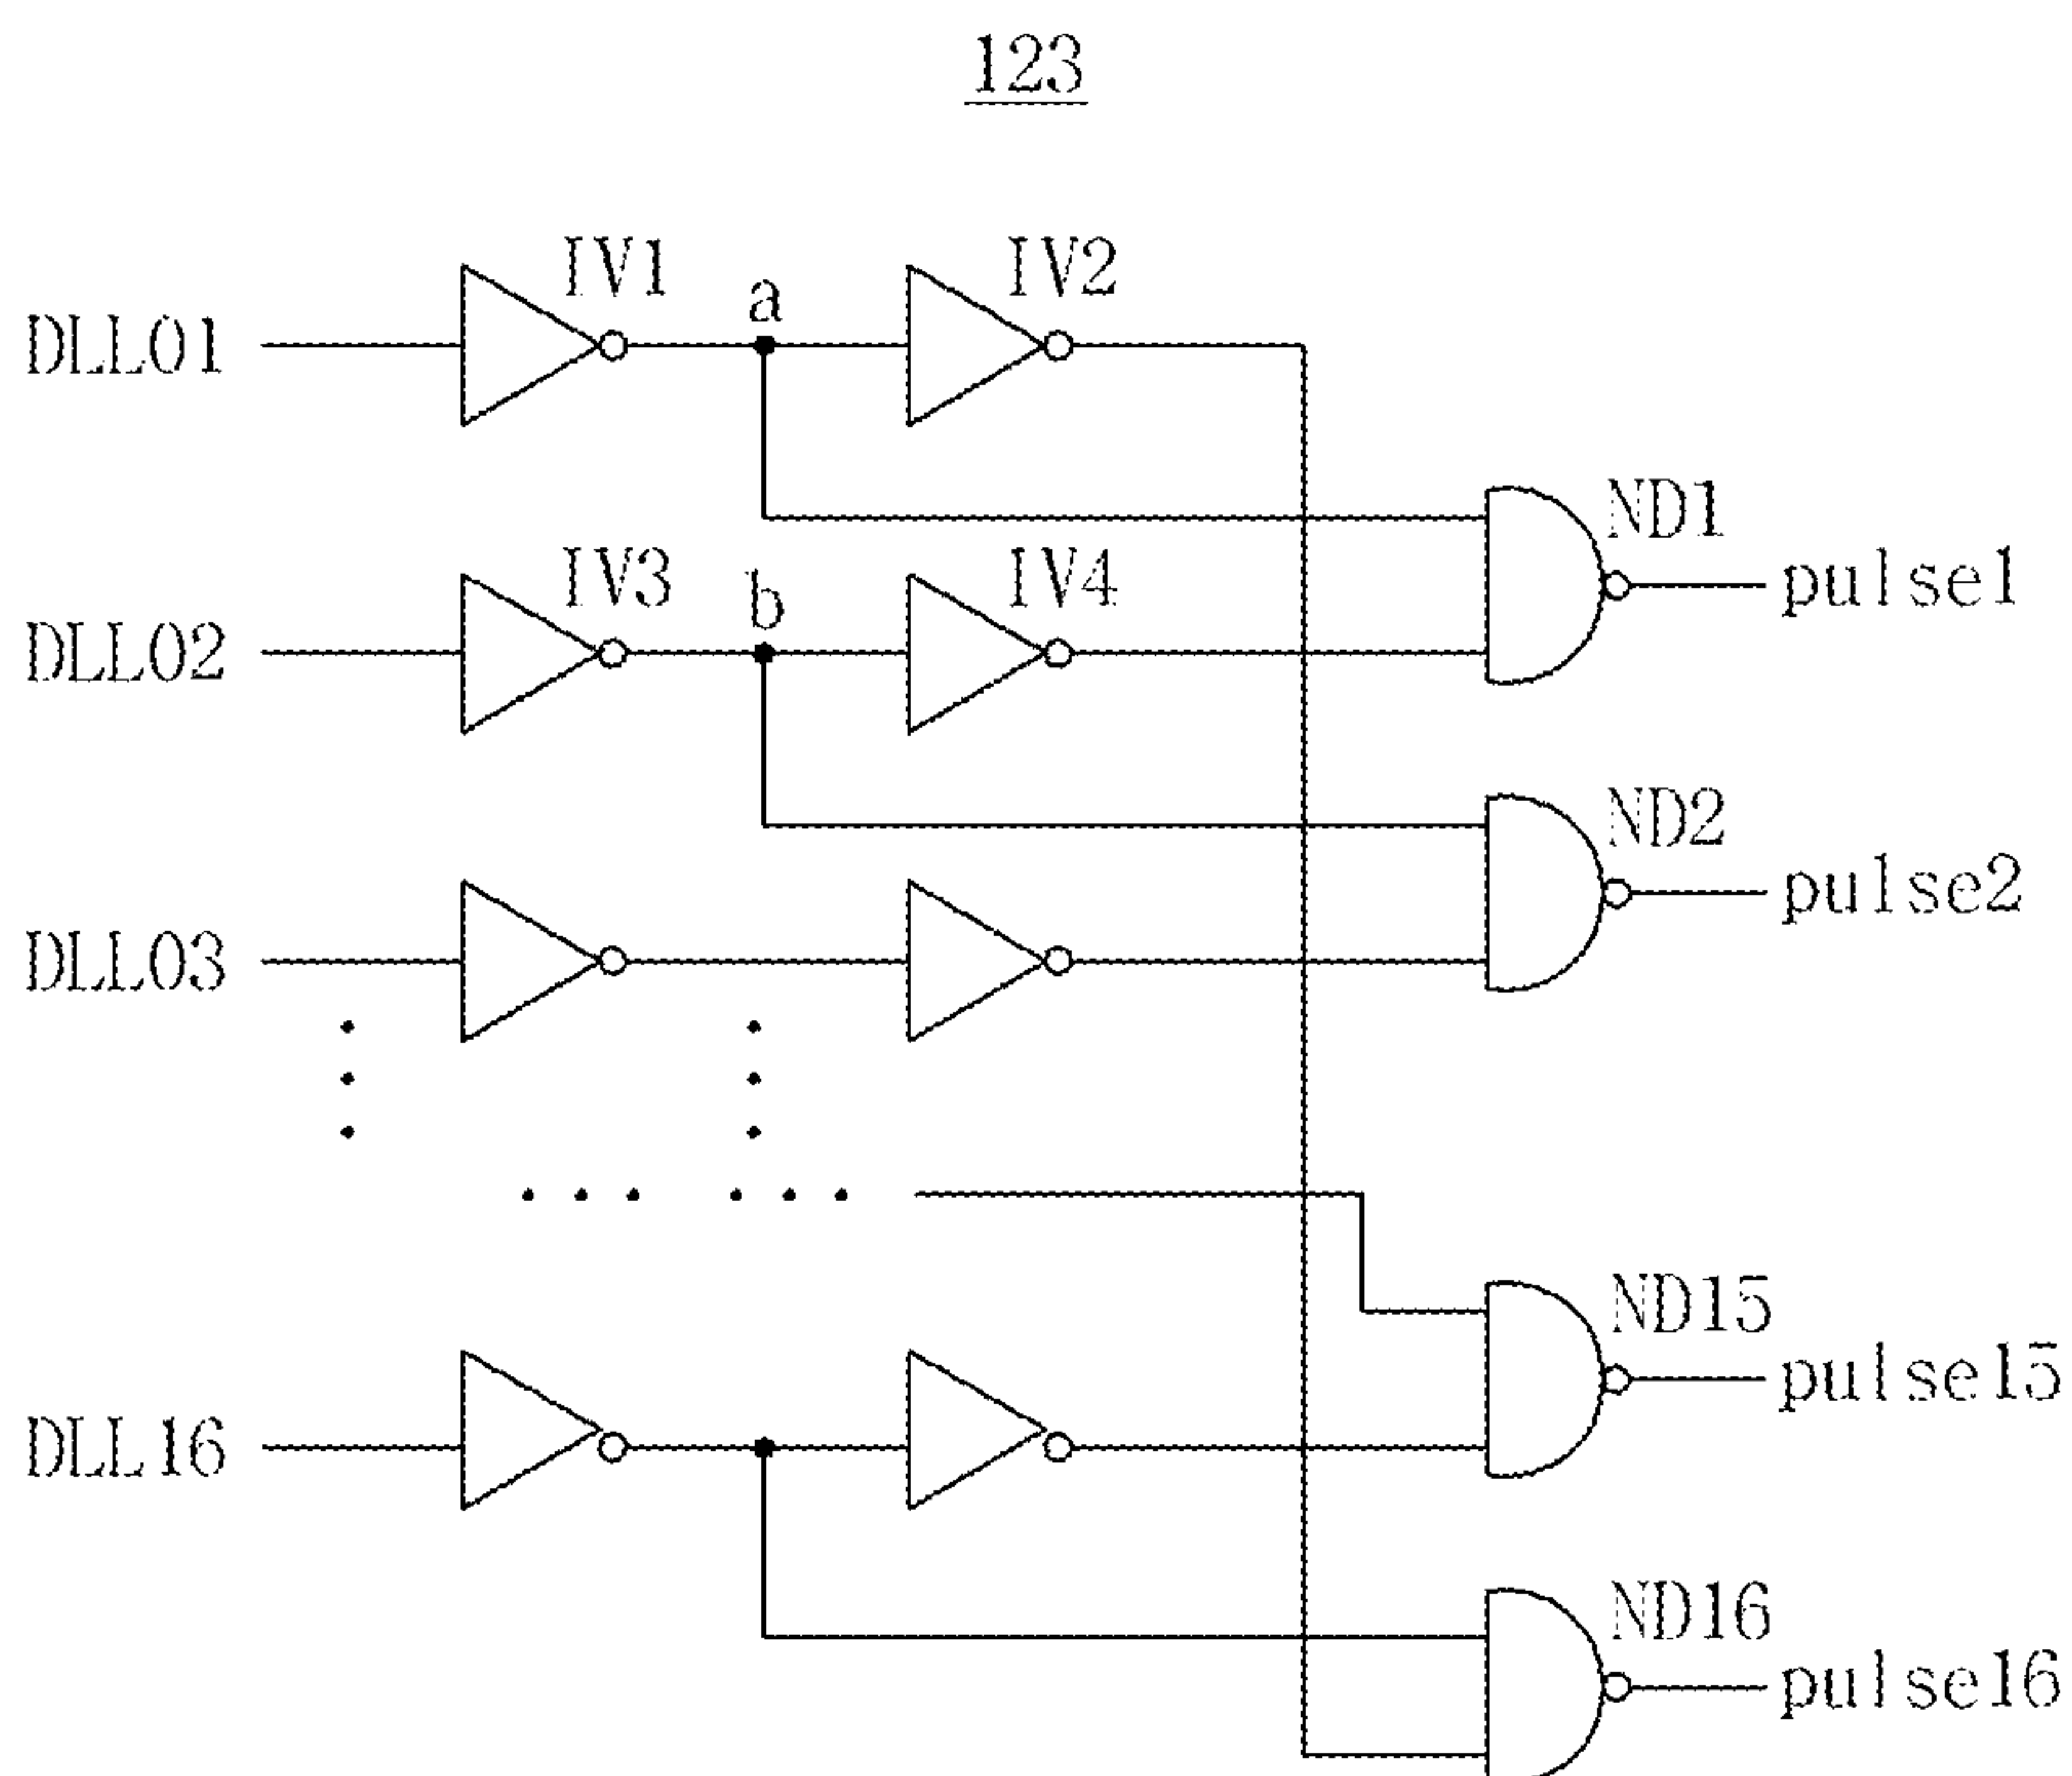 123
IV1
a
IV2
DLL01
ND1
pulse1
IV3
b
IV4
DLL02
ND2
pulse2
DLL03
ND15
pulse15
DLL16
ND16
pulse16